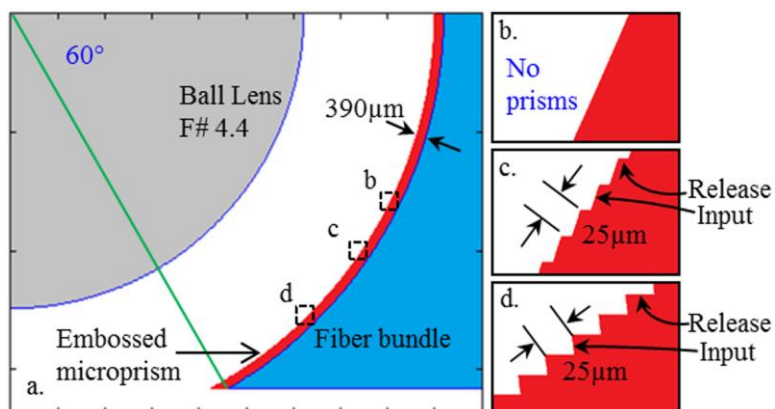 60°
Ball Lens
F# 4.4
390µm
b
c
d
Embossed
microprism
Fiber bundle
a.
b.
No
prisms
c.
25µm
Release
Input
d.
25µm
Release
Input